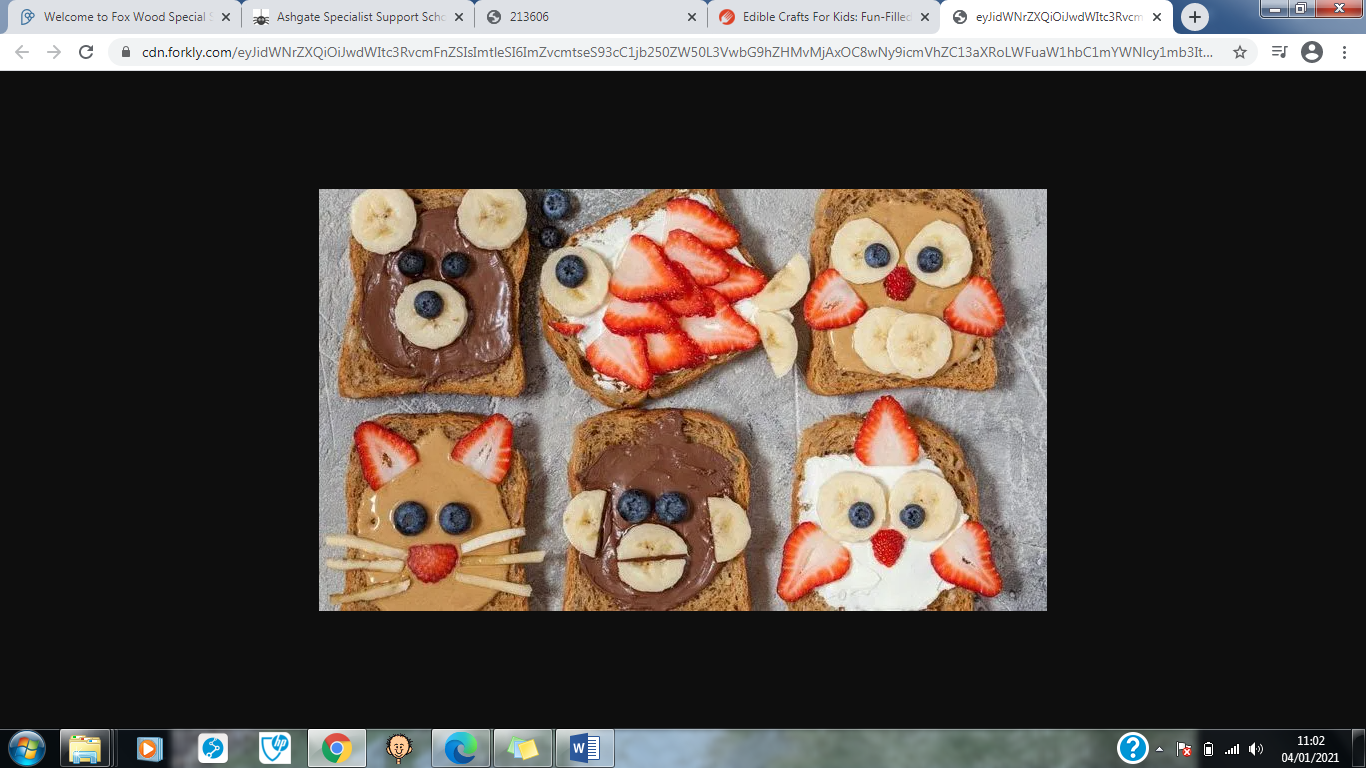 Welcome to Fox Wood Special S
Ashgate Specialist Support Scho
213606
Edible Crafts For Kids: Fun-Filled
eyJidWNrZXQiOiJwdWItc3Rvcm
cdn.forkly.com/eyJidWNrZXQiOiJwdWItc3RvcmFnZSIsImtleSI6ImZvcmtseS93cC1jb250ZW50L3VwbG9hZHMvMjAxOC8wNy9icmVhZC13aXRoLWFuaW1hbC1mYWNlcy1mb3It...
hp
W
?
11:02
04/01/2021